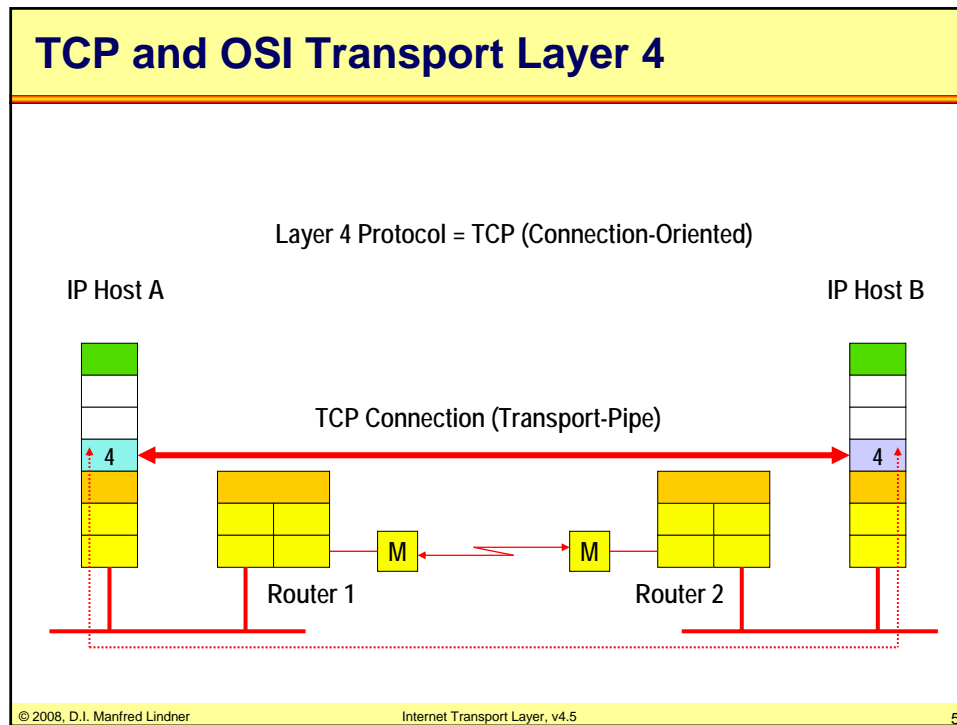 TCP and OSI Transport Layer 4
Layer 4 Protocol = TCP (Connection-Oriented)
IP Host A
IP Host B
TCP Connection (Transport-Pipe)
4
4
M
M
Router 1
Router 2
© 2008, D.I. Manfred Lindner
Internet Transport Layer, v4.5
5